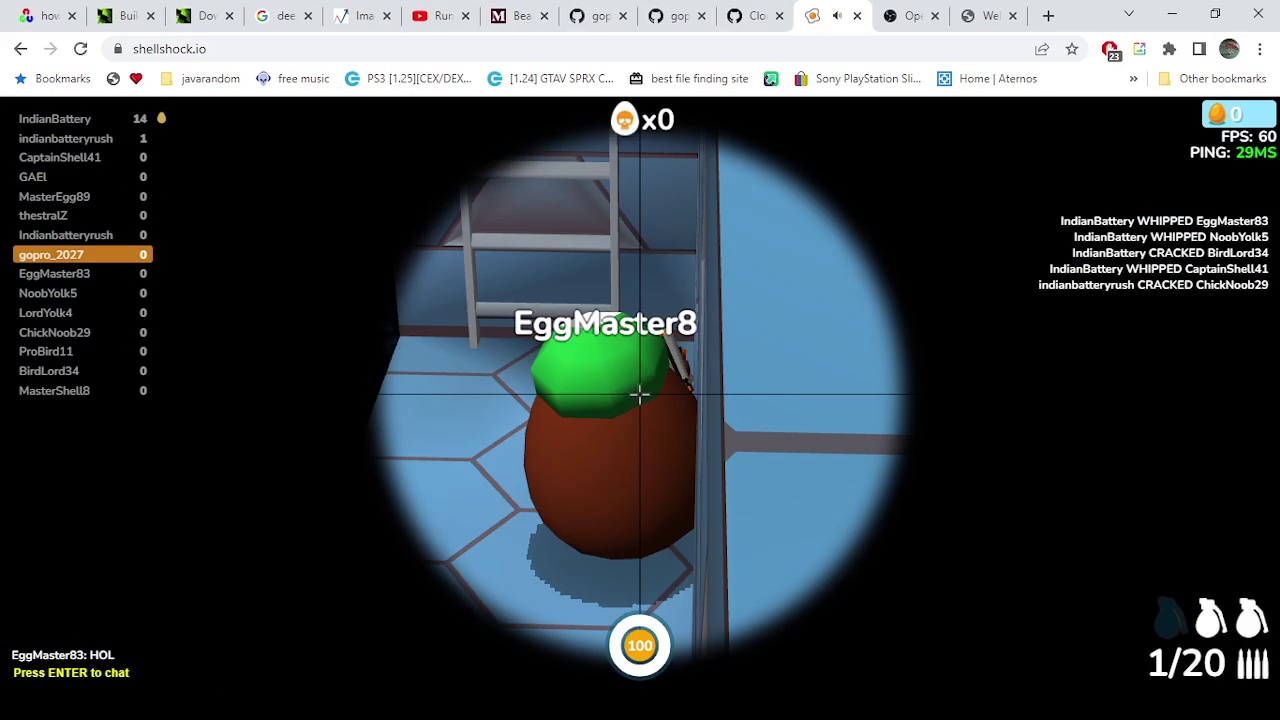 how
Buil
Dov
dee
Ima
Run
Bea
gop
gop
Clo
Ope
Wel
shellshock.io
23
Bookmarks
javarandom
free music
PS3 [1.25][CEX/DEX...
[1.24] GTAV SPRX C...
best file finding site
Sony PlayStation Sli...
Home | Aternos
»
Other bookmarks
IndianBattery 14
indianbatteryrush 1
CaptainShell41 0
GAEl 0
MasterEgg89 0
thestralZ 0
Indianbatteryrush 0
gopro_2027 0
EggMaster83 0
NoobYolk5 0
LordYolk4 0
ChickNoob29 0
ProBird11 0
BirdLord34 0
MasterShell8 0
x0
0
FPS: 60
PING: 29MS
IndianBattery WHIPPED EggMaster83
IndianBattery WHIPPED NoobYolk5
IndianBattery CRACKED BirdLord34
IndianBattery WHIPPED CaptainShell41
indianbatteryrush CRACKED ChickNoob29
EggMaster8
100
EggMaster83: HOL
Press ENTER to chat
1/20